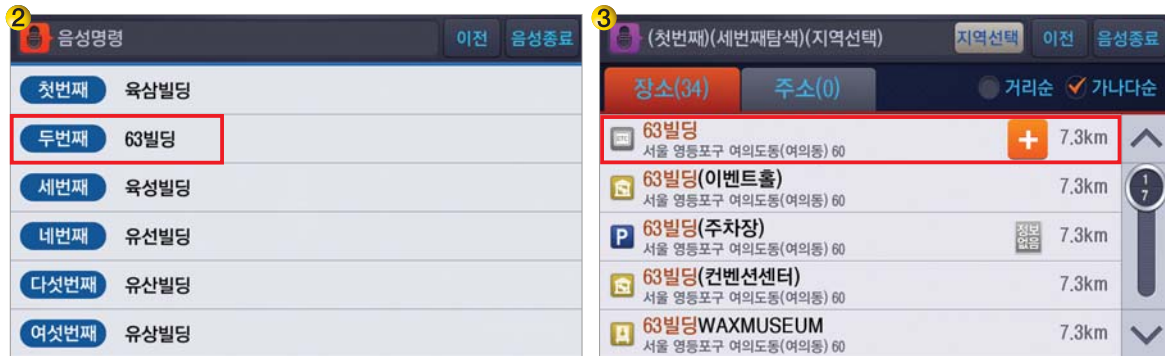 2
음성명령
이전
음성종료
첫번째 육삼빌딩
두번째 63빌딩
세번째 육성빌딩
네번째 유선빌딩
다섯번째 유산빌딩
여섯번째 유상빌딩
3
(첫번째)(세번째탐색)(지역선택)
지역선택
이전
음성종료
장소(34)
주소(0)
거리순
가나다순
63빌딩
서울 영등포구 여의도동(여의동) 60
7.3km
63빌딩(이벤트홀)
서울 영등포구 여의도동(여의동) 60
7.3km
P
63빌딩(주차장)
서울 영등포구 여의도동(여의동) 60
정보
없음
7.3km
63빌딩(컨벤션센터)
서울 영등포구 여의도동(여의동) 60
7.3km
63빌딩WAXMUSEUM
서울 영등포구 여의도동(여의동) 60
7.3km
1
7